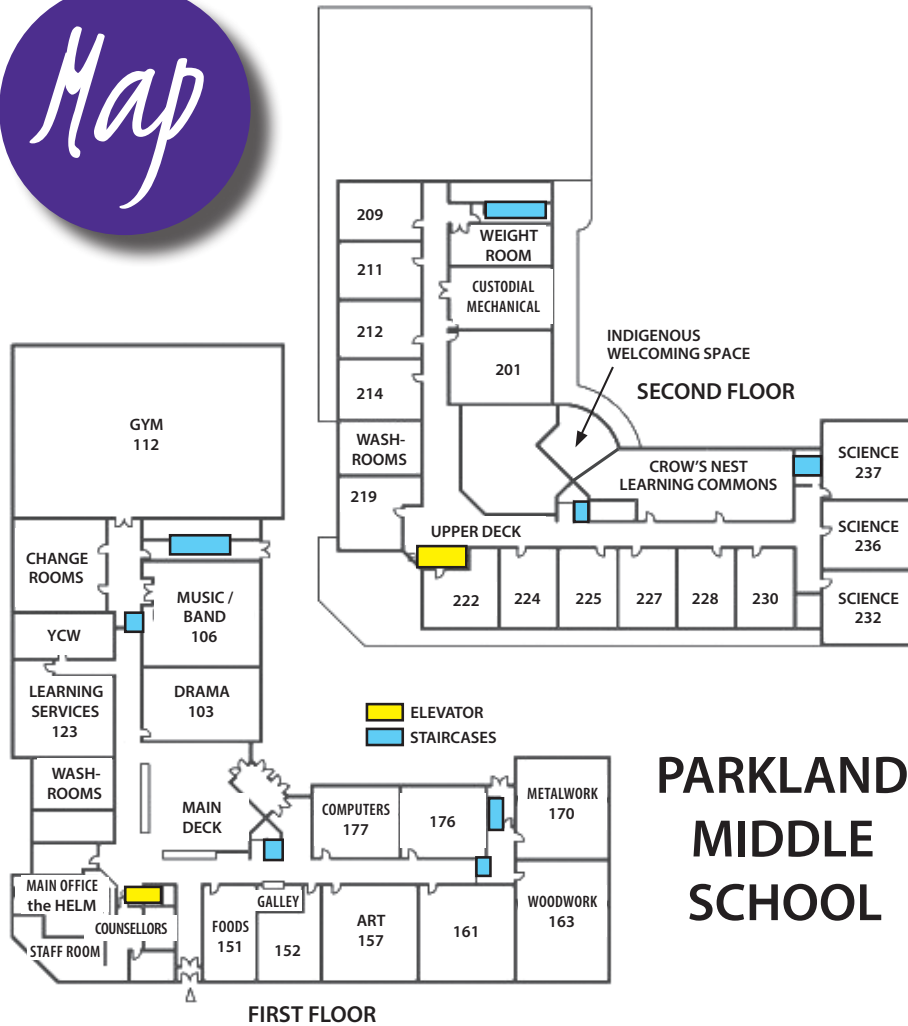 Map
209
211
212
214
WASH-
ROOMS
219
WEIGHT
ROOM
CUSTODIAL
MECHANICAL
201
INDIGENOUS
WELCOMING SPACE
SECOND FLOOR
CROW'S NEST
LEARNING COMMONS
SCIENCE
237
SCIENCE
236
SCIENCE
232
UPPER DECK
222
224
225
227
228
230
GYM
112
CHANGE
ROOMS
MUSIC /
BAND
106
YCW
LEARNING
SERVICES
123
DRAMA
103
WASH-
ROOMS
MAIN
DECK
ELEVATOR
STAIRCASES
COMPUTERS
177
176
METALWORK
170
MAIN OFFICE
the HELM
COUNSELLORS
STAFF ROOM
FOODS
151
GALLEY
152
ART
157
161
WOODWORK
163
FIRST FLOOR
PARKLAND
MIDDLE
SCHOOL